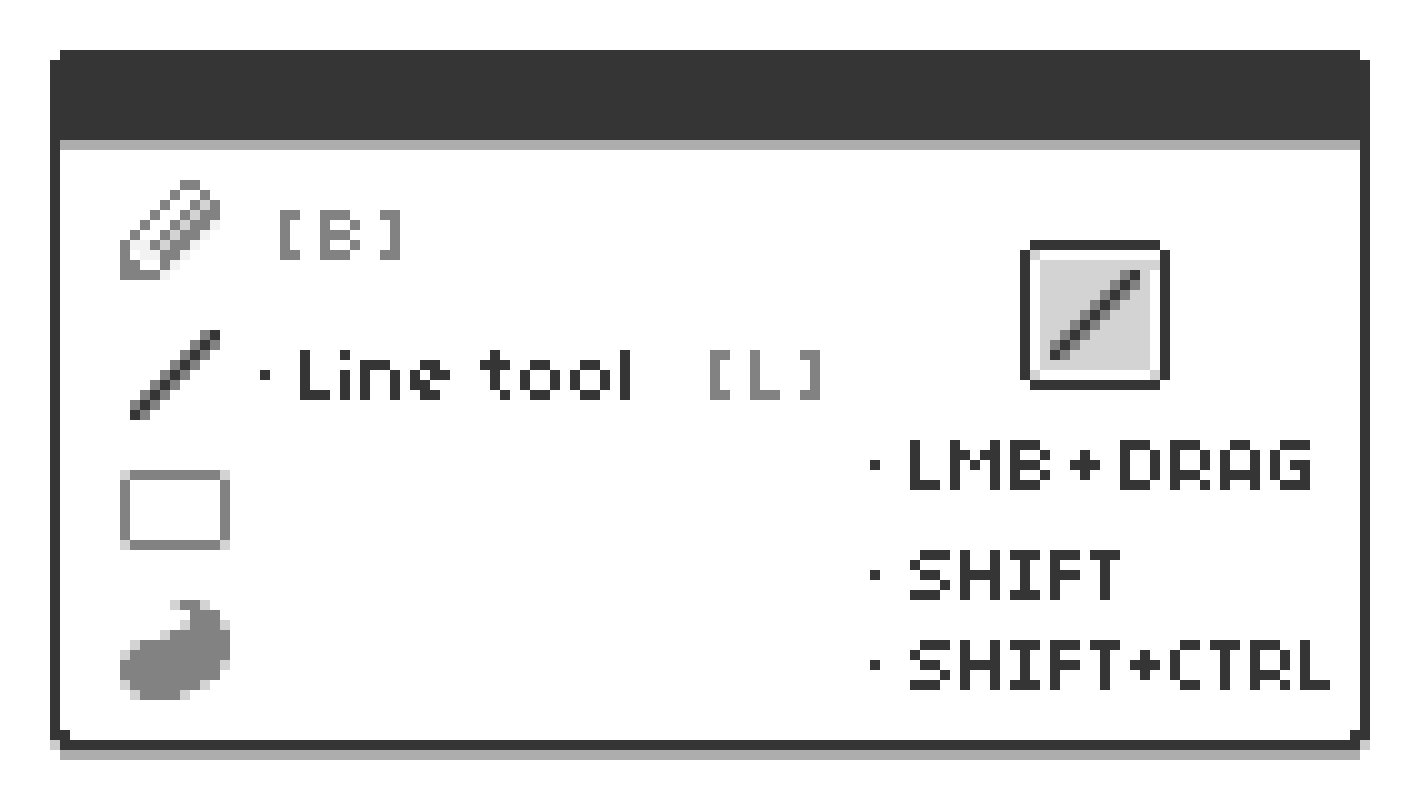 [B]
· Line tool [L]
· LMB+DRAG
· SHIFT
· SHIFT+CTRL